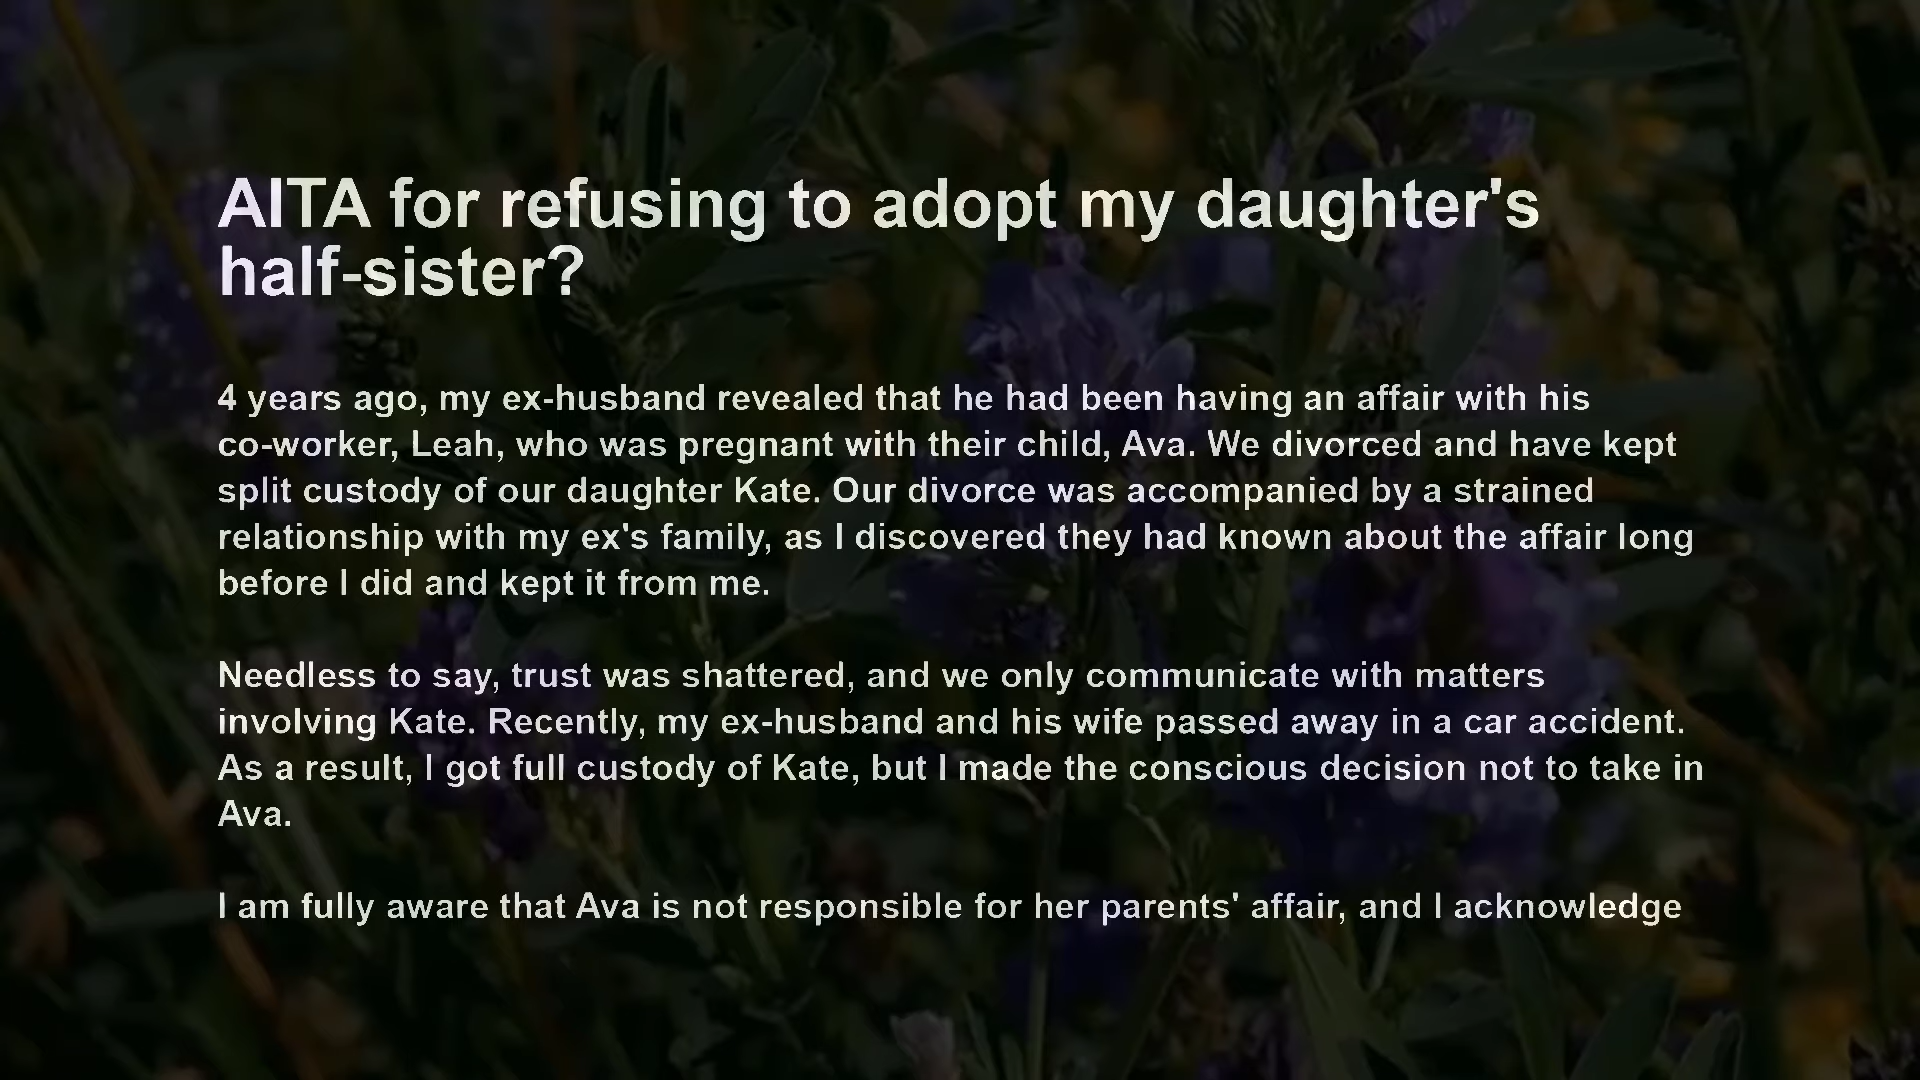 AITA for refusing to adopt my daughter's
half-sister?
4 years ago, my ex-husband revealed that he had been having an affair with his
co-worker, Leah, who was pregnant with their child, Ava. We divorced and have kept
split custody of our daughter Kate. Our divorce was accompanied by a strained
relationship with my ex's family, as I discovered they had known about the affair long
before I did and kept it from me.
Needless to say, trust was shattered, and we only communicate with matters
involving Kate. Recently, my ex-husband and his wife passed away in a car accident.
As a result, I got full custody of Kate, but I made the conscious decision not to take in
Ava.
I am fully aware that Ava is not responsible for her parents' affair, and I acknowledge